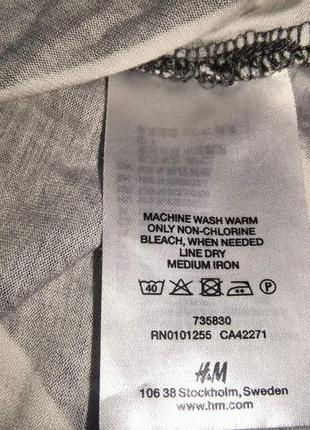 MACHINE WASH WARM
ONLY NON-CHLORINE
BLEACH, WHEN NEEDED
LINE DRY
MEDIUM IRON
40 P
735830
RN0101255 CA42271
H&M
106 38 Stockholm, Sweden
www.hm.com